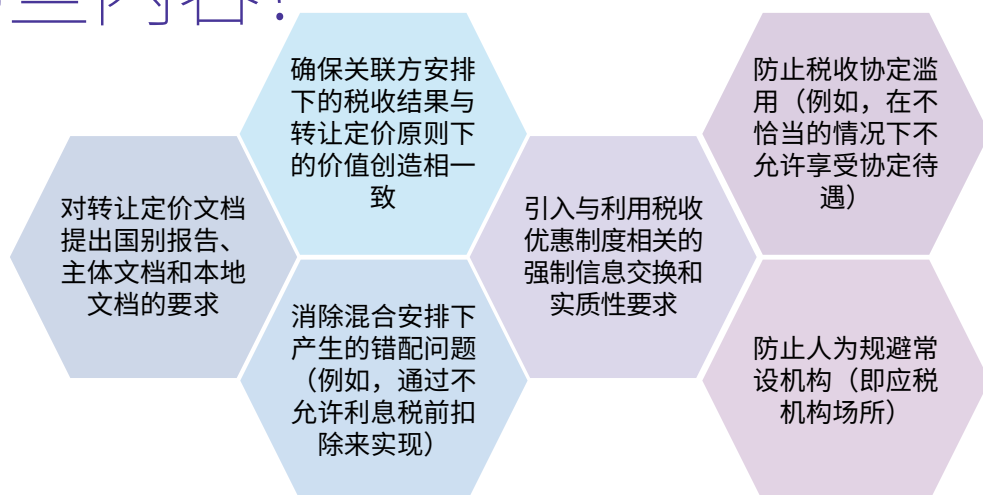 内容！
对转让定价文档
提出国别报告、
主体文档和本地
文档的要求
确保关联方安排
下的税收结果与
转让定价原则下
的价值创造相一
致
消除混合安排下
产生的错配问题
（例如，通过不
允许利息税前扣
除来实现）
引入与利用税收
优惠制度相关的
强制信息交换和
实质性要求
防止税收协定滥
用（例如，在不
恰当的情况下不
允许享受协定待
遇）
防止人为规避常
设机构（即应税
机构场所）